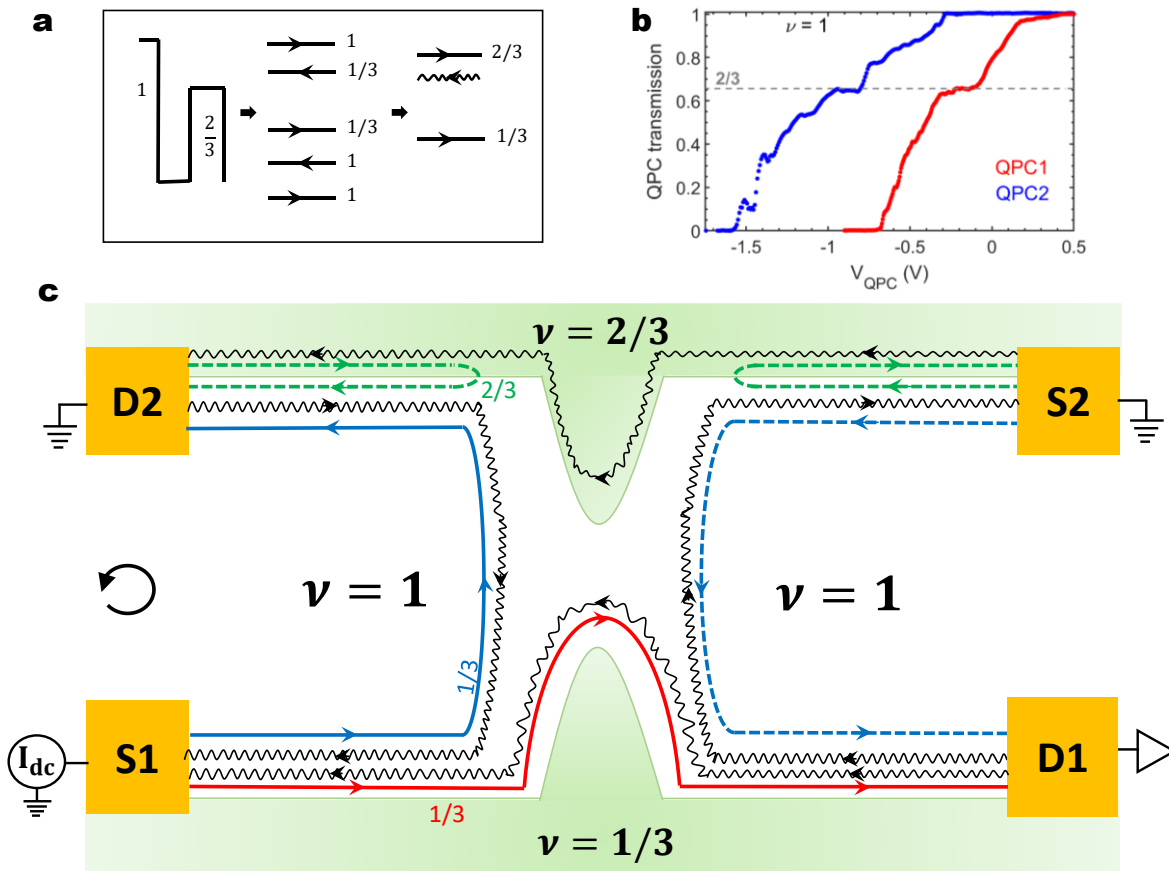 a
1
2
3
1
1/3
1/3
1
1
2/3
1/3
b
ν = 1
2/3
QPC1
QPC2
QPC transmission
1
0.8
0.6
0.4
0.2
0
-1.5
-1
-0.5
0
0.5
V_QPC (V)
c
ν = 2/3
D2
2/3
S2
ν = 1
ν = 1
1/3
S1
I_dc
D1
1/3
ν = 1/3